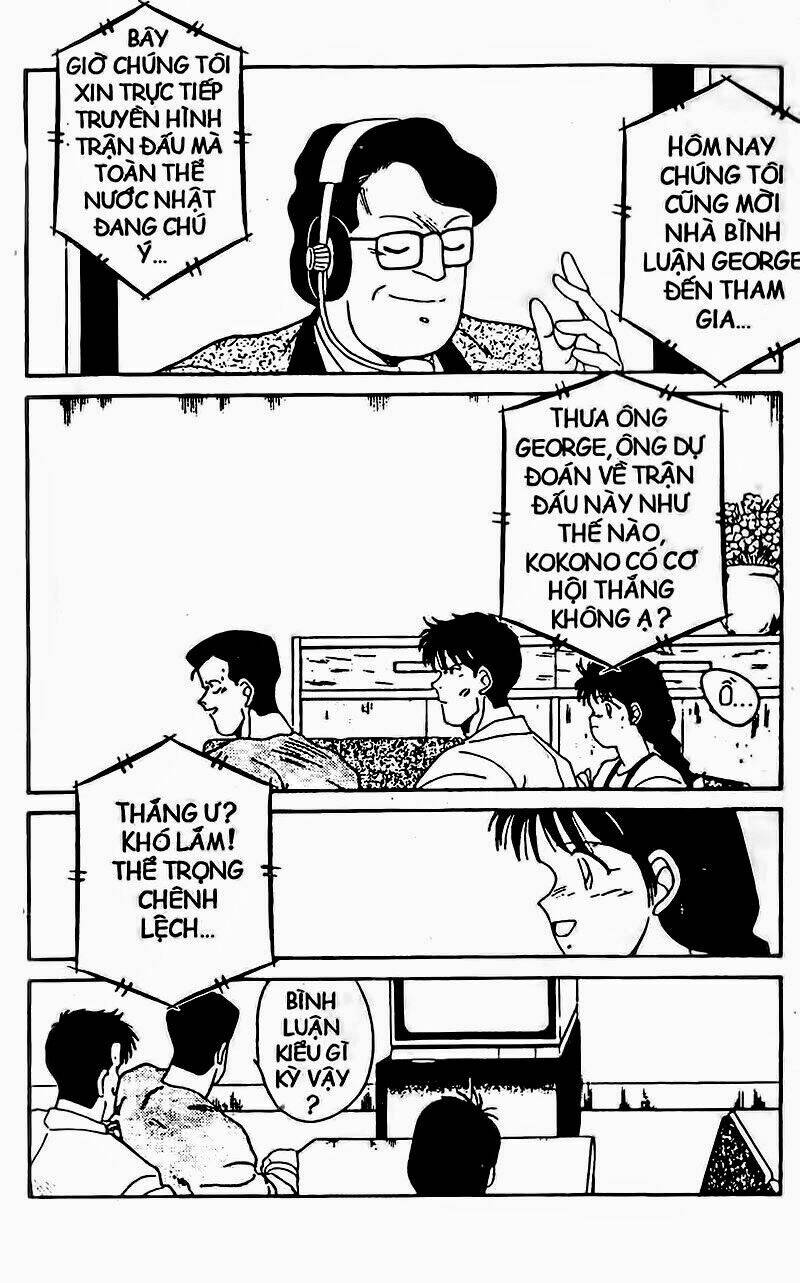 BÂY
GIỜ CHÚNG TÔI
XIN TRỰC TIẾP
TRUYỀN HÌNH
TRẬN ĐẤU MÀ
TOÀN THỂ
NƯỚC NHẬT
ĐANG CHÚ
Ý...
HÔM NAY
CHÚNG TÔI
CŨNG MỜI
NHÀ BÌNH
LUẬN GEORGE
ĐẾN THAM
GIA...
THƯA ÔNG
GEORGE, ÔNG DỰ
ĐOÁN VỀ TRẬN
ĐẤU NÀY NHƯ
THẾ NÀO,
KOKONO CÓ CƠ
HỘI THẮNG
KHÔNG Ạ?
Ồ...
THẮNG Ư?
KHÓ LẮM!
THỂ TRỌNG
CHÊNH
LỆCH...
BÌNH
LUẬN
KIỂU GÌ
KỲ VẬY
?